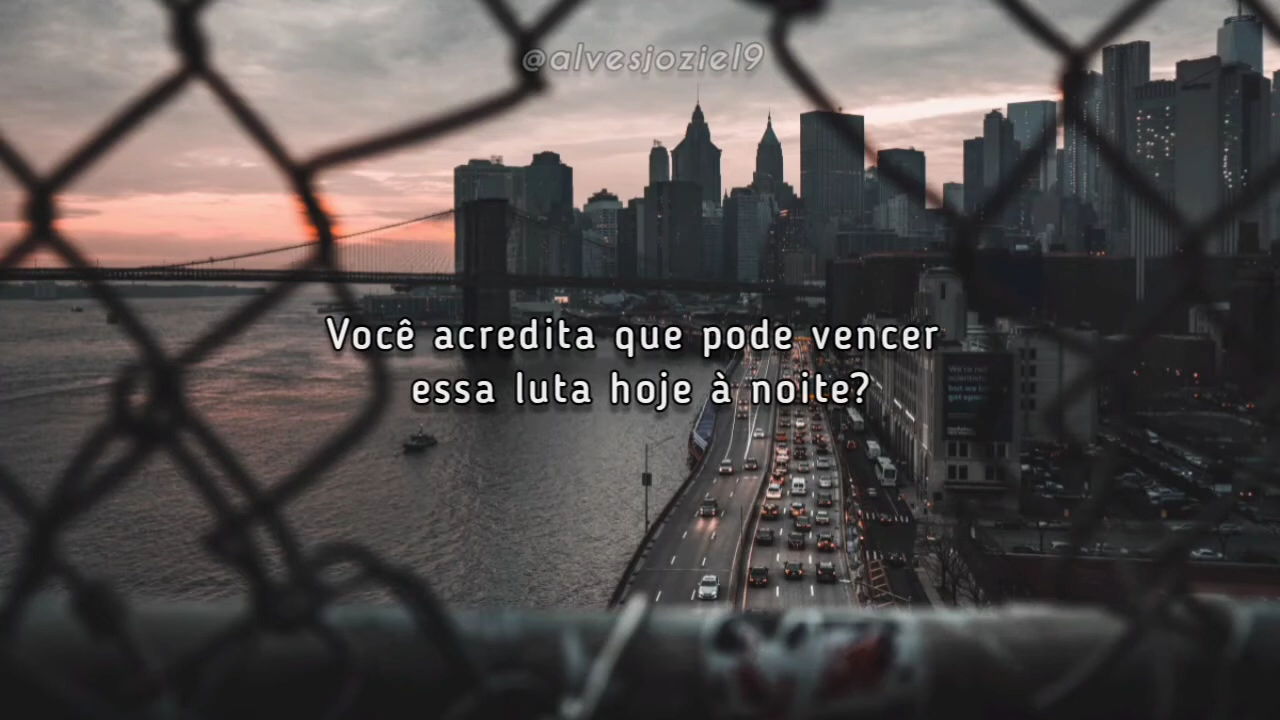 @alvesjoziel9
Você acredita que pode vencer
essa luta hoje à noite?